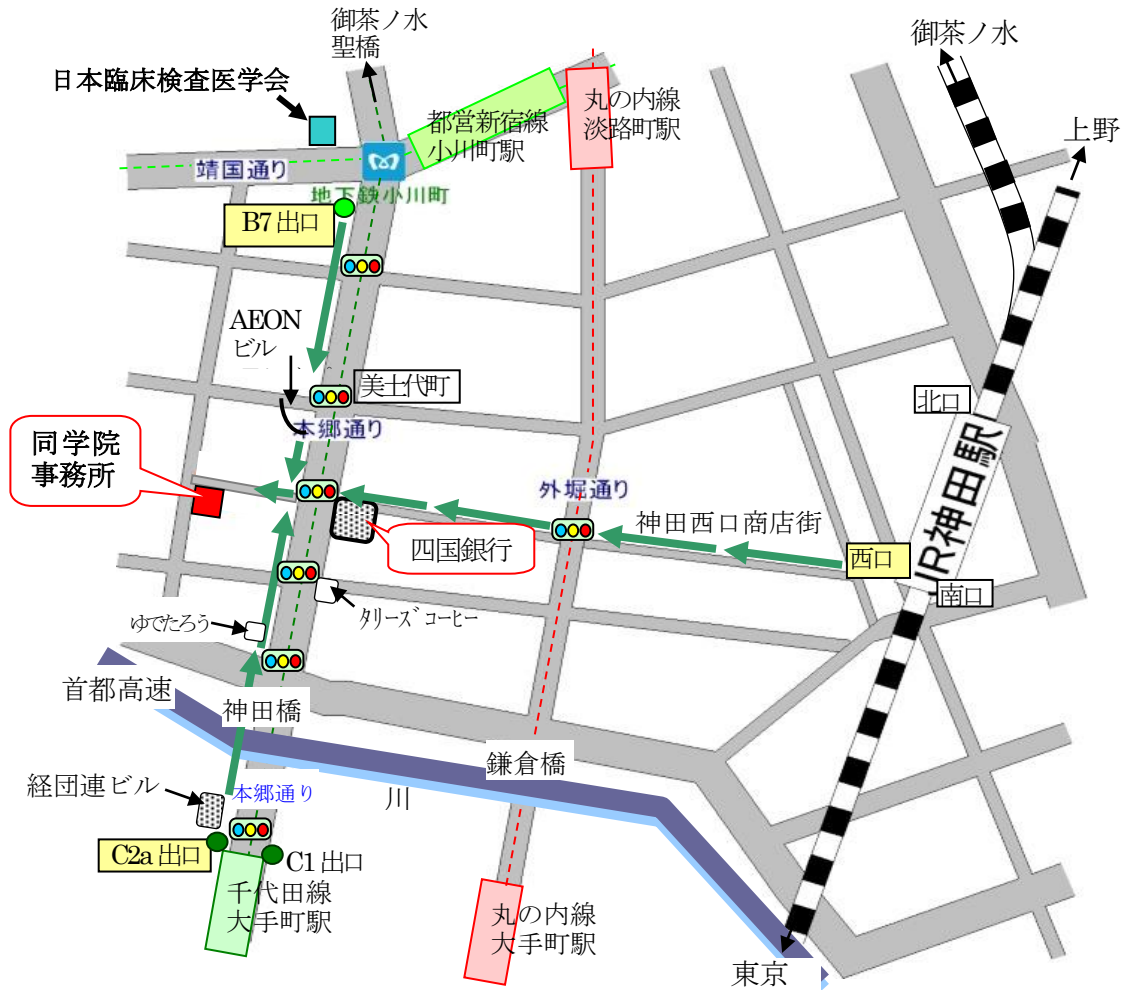 御茶ノ水
聖橋
御茶ノ水
日本臨床検査医学会
丸の内線
淡路町駅
都営新宿線
小川町駅
上野
靖国通り
地下鉄小川町
B7 出口
AEON
ビル
美土代町
北口
本郷通り
同学院
事務所
外堀通り
神田西口商店街
JR神田駅
四国銀行
西口
南口
ゆでたろう
タリーズコーヒー
首都高速
神田橋
鎌倉橋
経団連ビル
本郷通り
川
C2a 出口
C1 出口
千代田線
大手町駅
丸の内線
大手町駅
東京